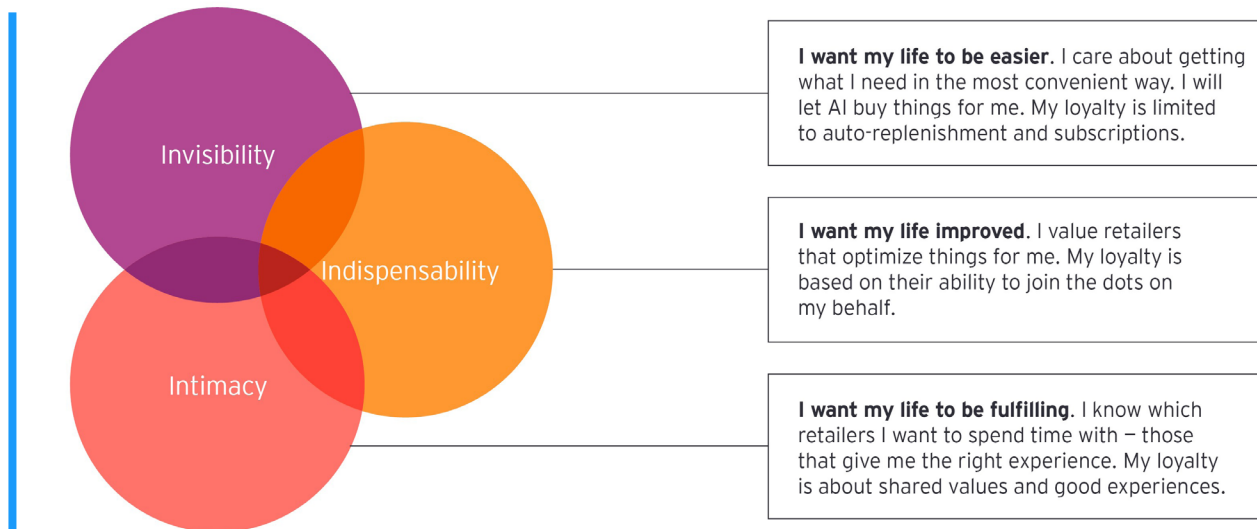 Invisibility
Indispensability
Intimacy
I want my life to be easier. I care about getting
what I need in the most convenient way. I will
let AI buy things for me. My loyalty is limited
to auto-replenishment and subscriptions.
I want my life improved. I value retailers
that optimize things for me. My loyalty is
based on their ability to join the dots on
my behalf.
I want my life to be fulfilling. I know which
retailers I want to spend time with – those
that give me the right experience. My loyalty
is about shared values and good experiences.